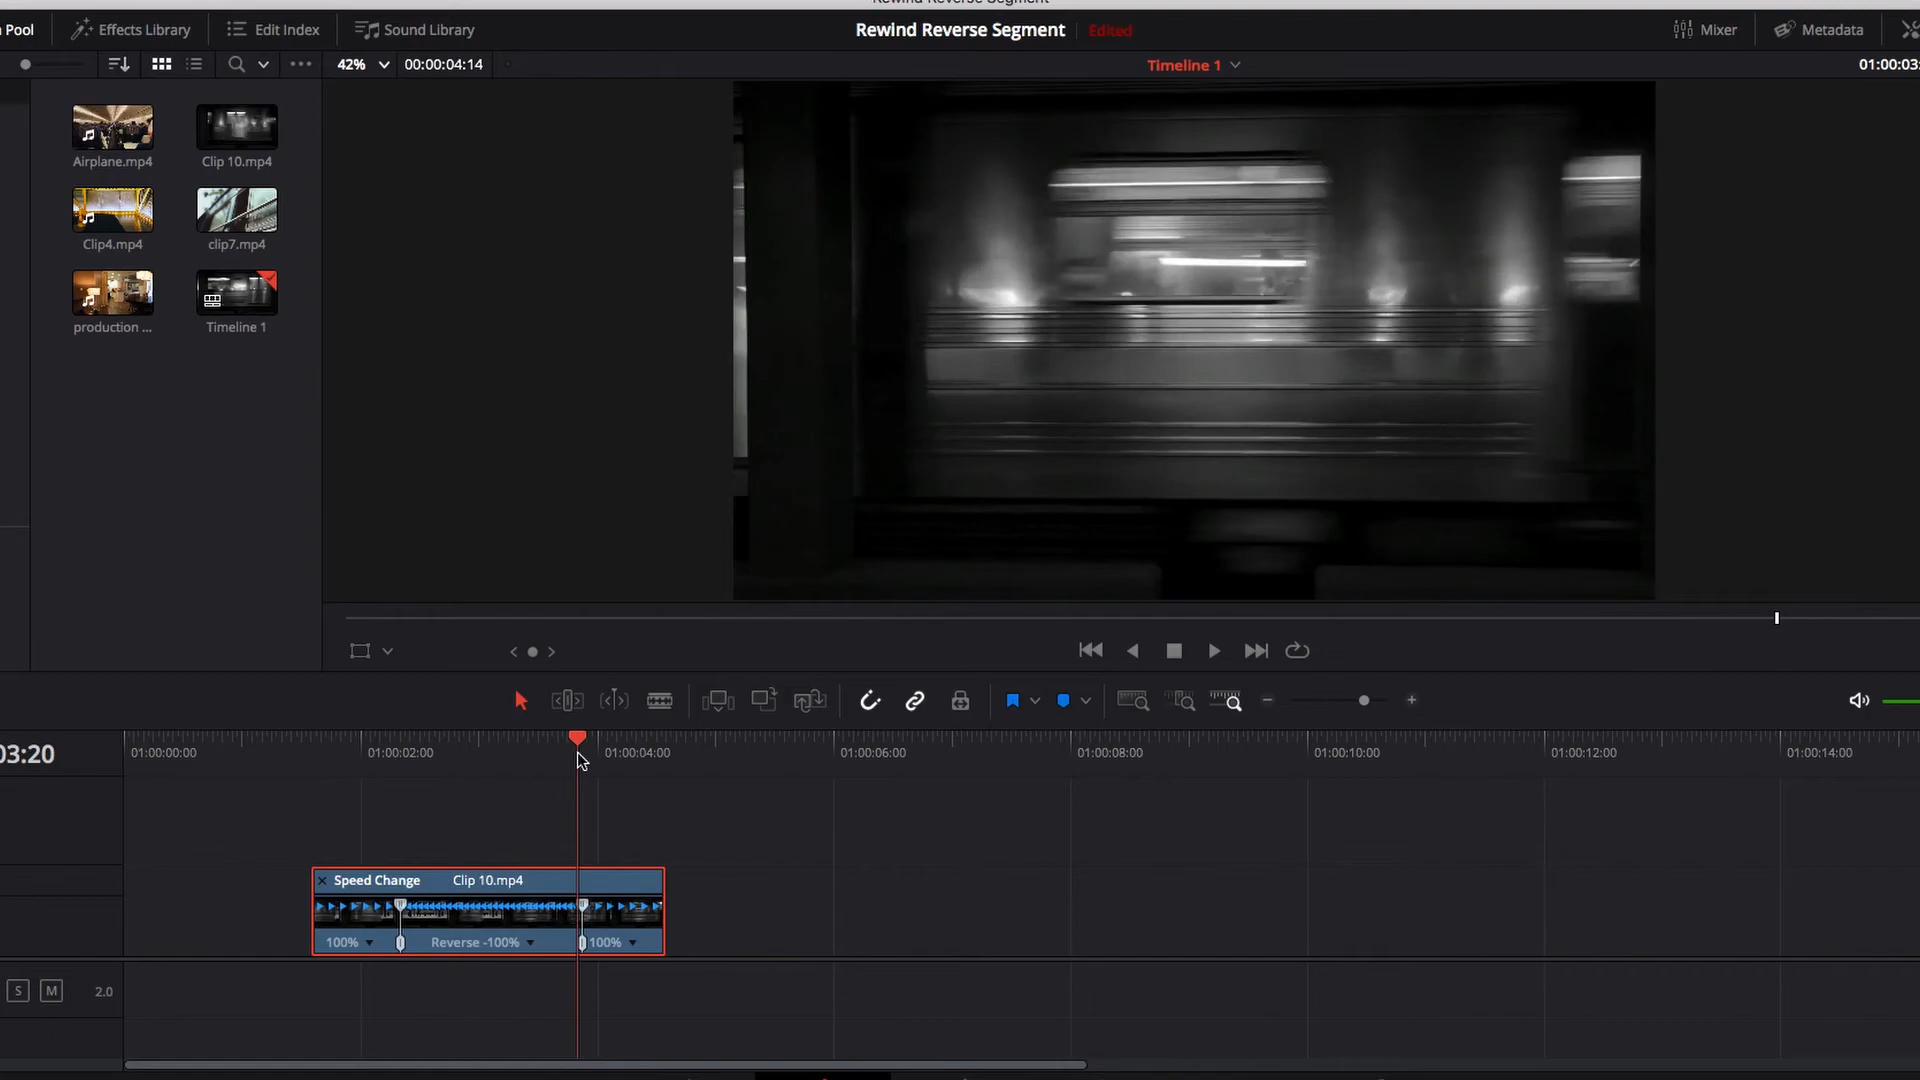 Rewind Reverse Segment
Pool
Effects Library
Edit Index
Sound Library
Rewind Reverse Segment
Edited
Mixer
Metadata
42%
00:00:04:14
Timeline 1
01:00:03:
Airplane.mp4
Clip 10.mp4
Clip4.mp4
clip7.mp4
production ...
Timeline 1
03:20
01:00:00:00
01:00:02:00
01:00:04:00
01:00:06:00
01:00:08:00
01:00:10:00
01:00:12:00
01:00:14:00
Speed Change
Clip 10.mp4
100%
Reverse -100%
100%
S
M
2.0